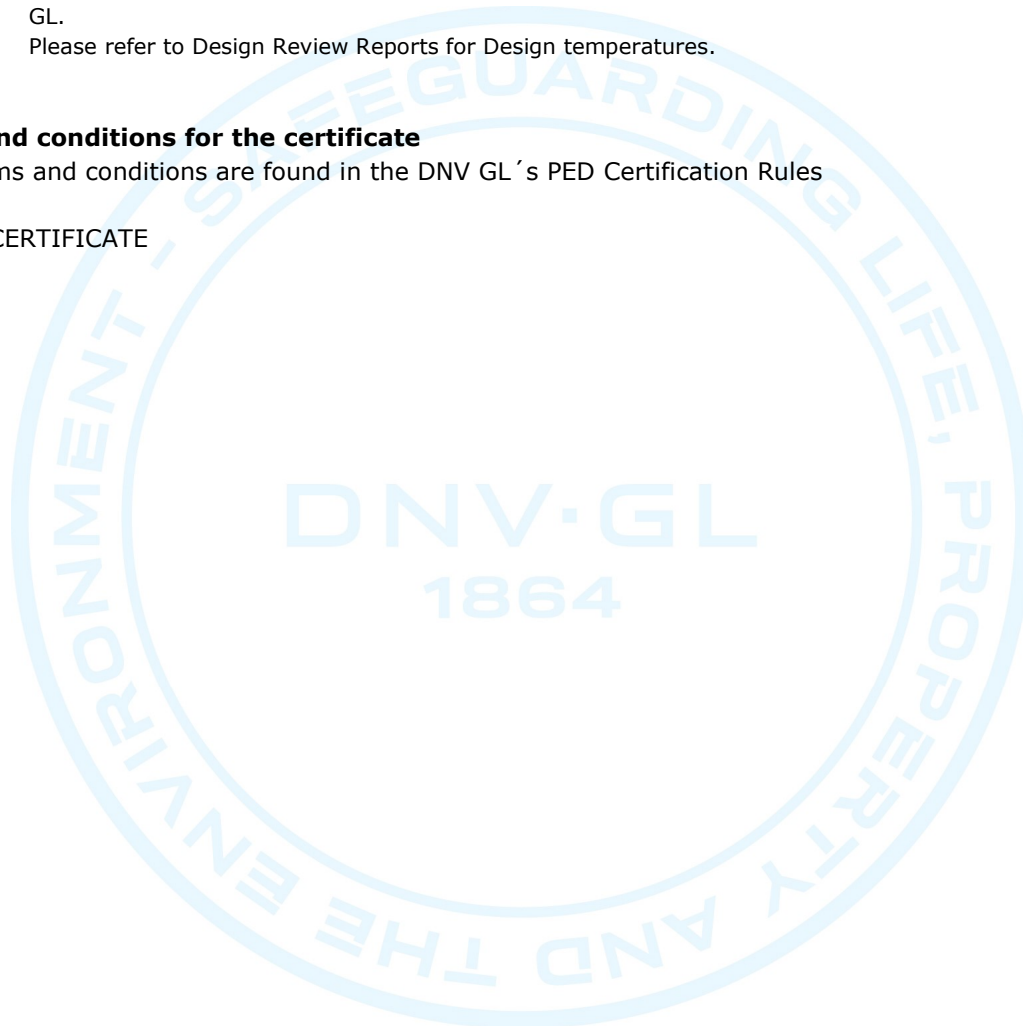 GL.
Please refer to Design Review Reports for Design temperatures.
nd conditions for the certificate
ms and conditions are found in the DNV GL´s PED Certification Rules
CERTIFICATE
SAFEGUARDING LIFE, PROPERTY AND THE ENVIRONMENT -
DNV·GL
1864